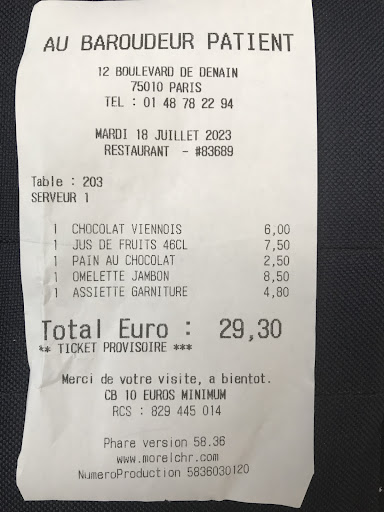 AU BAROUDEUR PATIENT
12 BOULEVARD DE DENAIN
75010 PARIS
TEL : 01 48 78 22 94
MARDI 18 JUILLET 2023
RESTAURANT - #83689
Table : 203
SERVEUR 1
1 CHOCOLAT VIENNOIS 6,00
1 JUS DE FRUITS 46CL 7,50
1 PAIN AU CHOCOLAT 2,50
1 OMELETTE JAMBON 8,50
1 ASSIETTE GARNITURE 4,80
Total Euro : 29,30
** TICKET PROVISOIRE ***
Merci de votre visite, a bientot.
CB 10 EUROS MINIMUM
RCS : 829 445 014
Phare version 58.36
www.morelchr.com
NumeroProduction 5836030120